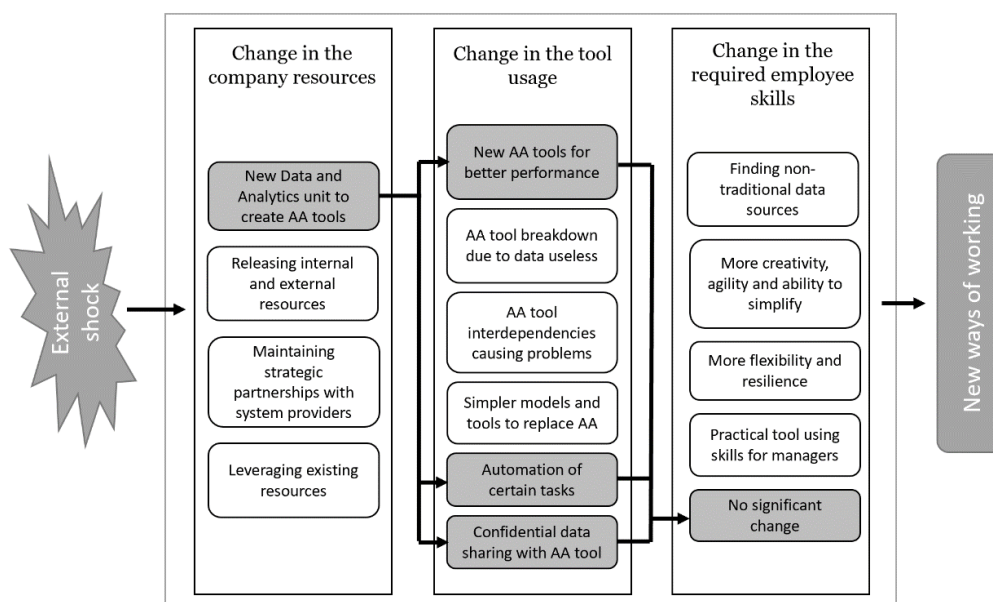 External
shock
Change in the
company resources
New Data and
Analytics unit to
create AA tools
Releasing internal
and external
resources
Maintaining
strategic
partnerships with
system providers
Leveraging existing
resources
Change in the tool
usage
New AA tools for
better performance
AA tool breakdown
due to data useless
AA tool
interdependencies
causing problems
Simpler models and
tools to replace AA
Automation of
certain tasks
Confidential data
sharing with AA tool
Change in the
required employee
skills
Finding non-
traditional data
sources
More creativity,
agility and ability to
simplify
More flexibility and
resilience
Practical tool using
skills for managers
No significant
change
New ways of working